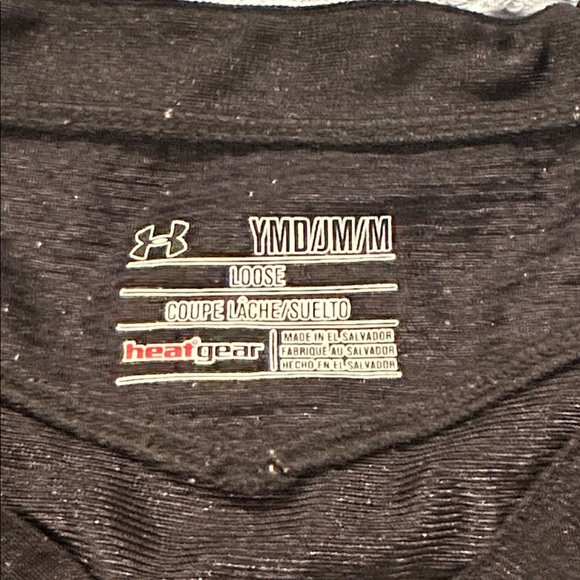 YMD/JM/M
LOOSE
COUPE LÂCHE/SUELTO
heatgear
MADE IN EL SALVADOR
FABRIQUÉ AU SALVADOR
HECHO EN EL SALVADOR